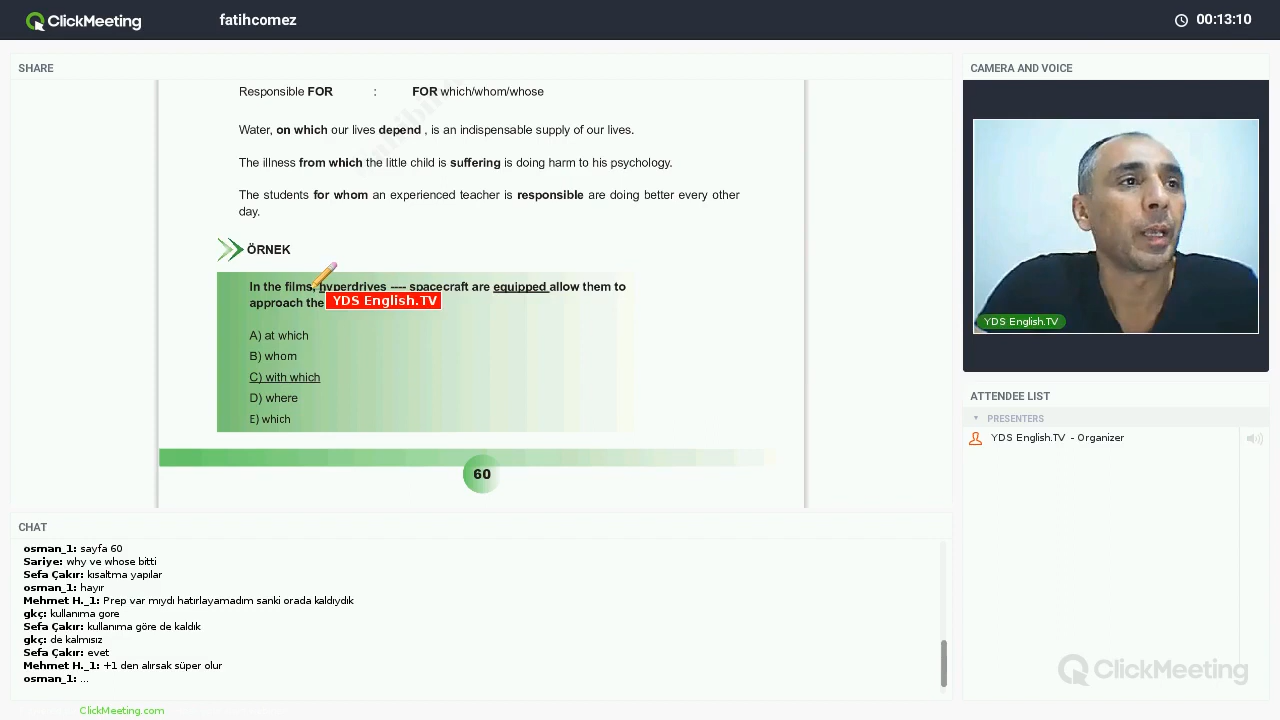 ClickMeeting
fatihcomez
00:13:10
SHARE
Responsible FOR : FOR which/whom/whose
Water, on which our lives depend , is an indispensable supply of our lives.
The illness from which the little child is suffering is doing harm to his psychology.
The students for whom an experienced teacher is responsible are doing better every other
day.
ÖRNEK
In the films, hyperdrives ---- spacecraft are equipped allow them to
approach the
YDS English.TV
A) at which
B) whom
C) with which
D) where
E) which
60
CAMERA AND VOICE
YDS English.TV
ATTENDEE LIST
PRESENTERS
YDS English.TV - Organizer
CHAT
osman_1: sayfa 60
Sariye: why ve whose bitti
Sefa Çakır: kısaltma yapılar
osman_1: hayır
Mehmet H._1: Prep var mıydı hatırlayamadım sanki orada kaldıydık
gkç: kullanıma gore
Sefa Çakır: kullanıma göre de kaldık
gkç: de kalmısız
Sefa Çakır: evet
Mehmet H._1: +1 den alırsak süper olur
osman_1: ...
ClickMeeting
ClickMeeting.com